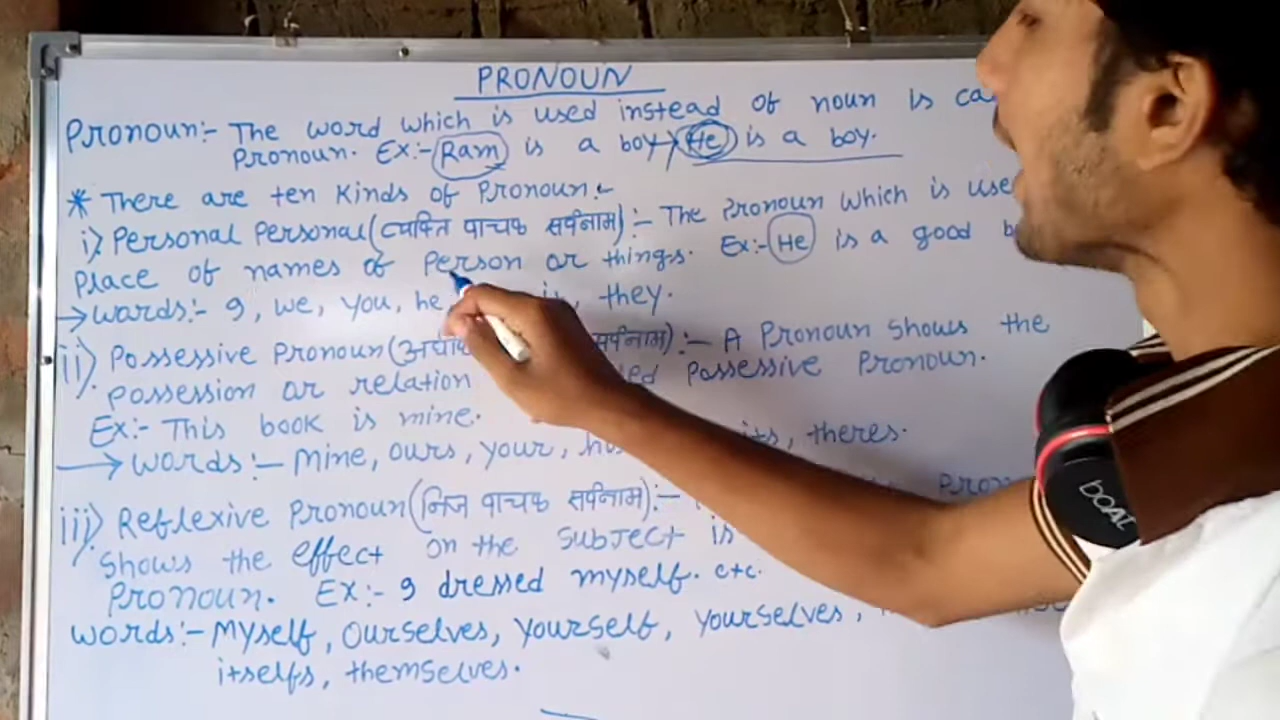 PRONOUN
Pronoun:- The word which is used instead of noun is
Pronoun. Ex:- Ram is a boy, He is a boy.
* There are ten Kinds of Pronoun:-
i) Personal Personal (व्यक्ति वाचक सर्वनाम):- The Pronoun which is
Place of names of Person or things. Ex:- He is a good
→ words:- I, we, you, he they.
ii) Possessive Pronoun ( सर्वनाम):- A Pronoun shows the
possession or relation Possessive Pronoun.
Ex:- This book is mine.
→ words:- Mine, ours, your, its, theres.
iii) Reflexive Pronoun (निज वाचक सर्वनाम):-
shows the effect on the subject is
Pronoun. Ex:- I dressed myself. etc.
words:- Myself, ourselves, yourself, yourselves,
itselfs, themselves.
boAt